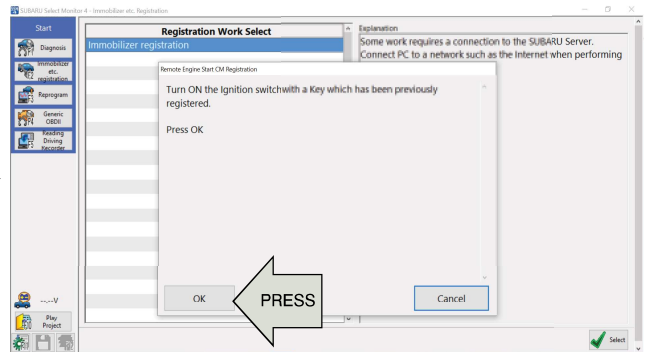 SUBARU Select Monitor 4 - Immobilizer etc. Registration
Start
Diagnosis
Immobilizer
etc.
registration
Reprogram
Generic
OBDII
Reading
Driving
Recorder
--.--V
Play
Project
Registration Work Select
Immobilizer registration
Explanation
Some work requires a connection to the SUBARU Server.
Connect PC to a network such as the Internet when performing
Remote Engine Start CM Registration
Turn ON the Ignition switchwith a Key which has been previously
registered.
Press OK
OK
PRESS
Cancel
Select